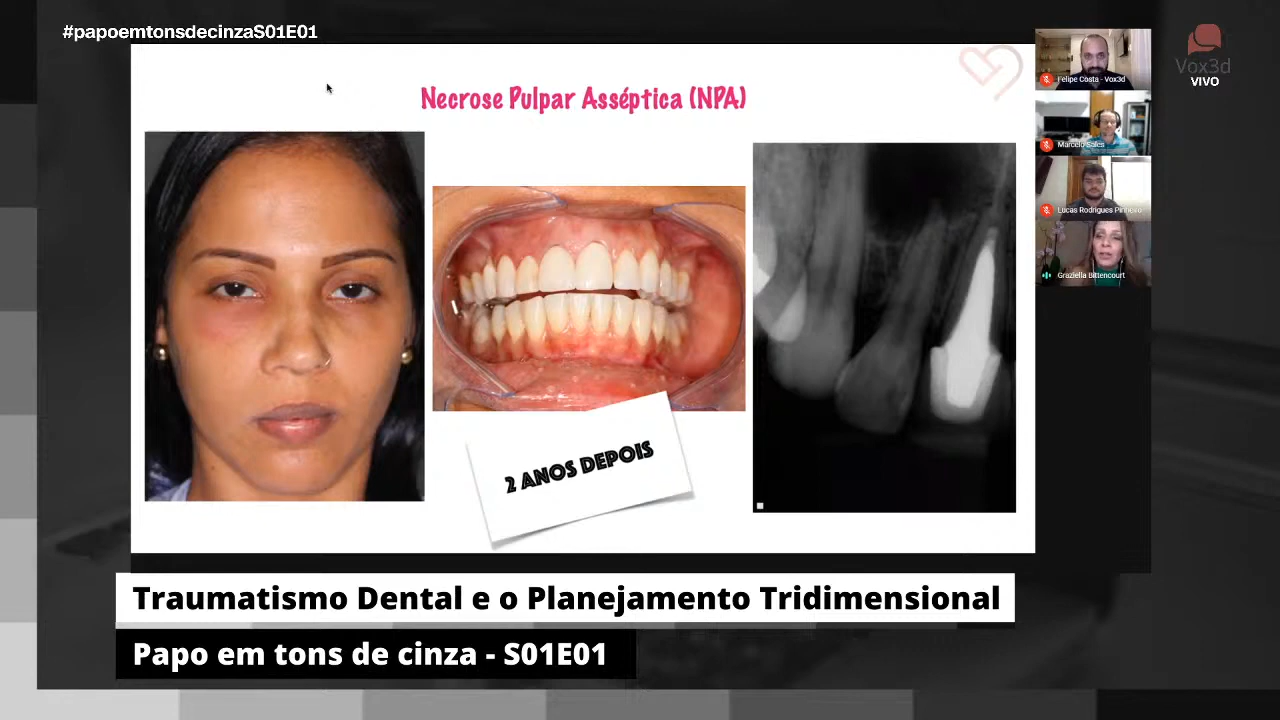 #papoemtonsdecinzaS01E01
Necrose Pulpar Asséptica (NPA)
2 ANOS DEPOIS
Felipe Costa - Vox3d
Marcelo Sales
Lucas Rodrigues Pinheiro
Graziella Bittencourt
Vox3d
VIVO
Traumatismo Dental e o Planejamento Tridimensional
Papo em tons de cinza - S01E01